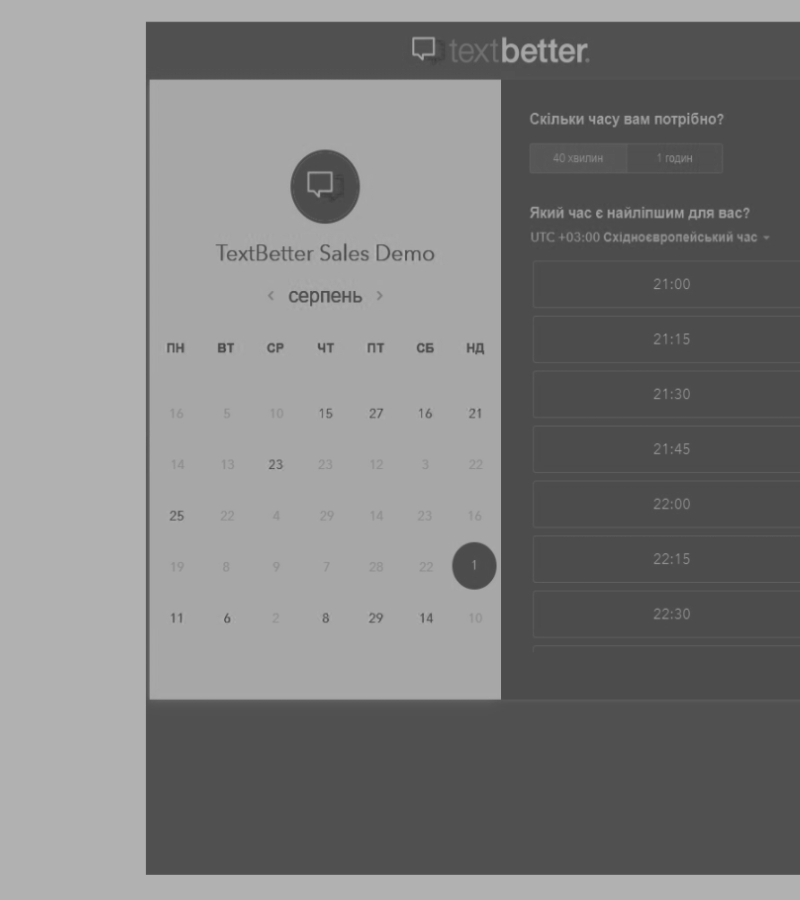 textbetter.
TextBetter Sales Demo
серпень
ПН ВТ СР ЧТ ПТ СБ НД
16 5 10 15 27 16 21
14 13 23 23 12 3 22
25 22 4 29 14 23 16
19 8 9 7 28 22 1
11 6 2 8 29 14 10
Скільки часу вам потрібно?
40 хвилин 1 годин
Який час є найліпшим для вас?
UTC +03:00 Східноєвропейський час
21:00
21:15
21:30
21:45
22:00
22:15
22:30